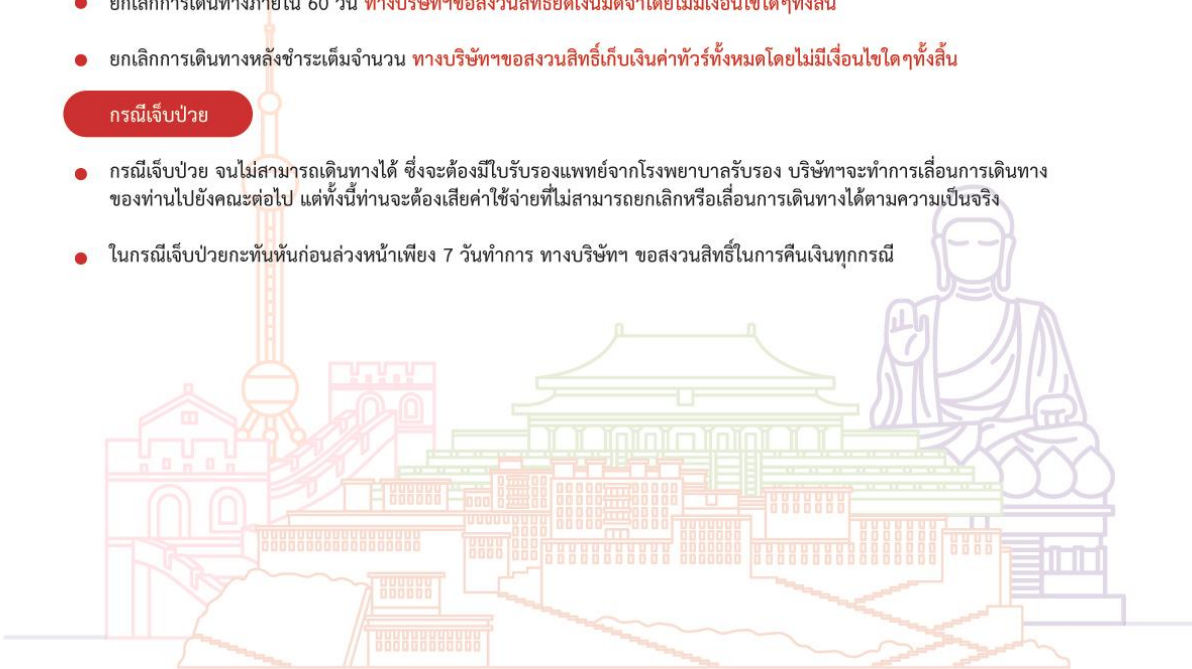 ยกเลิกการเดินทางภายใน 60 วัน ทางบริษัทฯขอสงวนสิทธิ์ยึดเงินมัดจำโดยไม่มีเงื่อนไขใดๆทั้งสิ้น
ยกเลิกการเดินทางหลังชำระเต็มจำนวน ทางบริษัทฯขอสงวนสิทธิ์เก็บเงินค่าทัวร์ทั้งหมดโดยไม่มีเงื่อนไขใดๆทั้งสิ้น
กรณีเจ็บป่วย
กรณีเจ็บป่วย จนไม่สามารถเดินทางได้ ซึ่งจะต้องมีใบรับรองแพทย์จากโรงพยาบาลรับรอง บริษัทฯจะทำการเลื่อนการเดินทาง
ของท่านไปยังคณะต่อไป แต่ทั้งนี้ท่านจะต้องเสียค่าใช้จ่ายที่ไม่สามารถยกเลิกหรือเลื่อนการเดินทางได้ตามความเป็นจริง
ในกรณีเจ็บป่วยกะทันหันก่อนล่วงหน้าเพียง 7 วันทำการ ทางบริษัทฯ ขอสงวนสิทธิ์ในการคืนเงินทุกกรณี